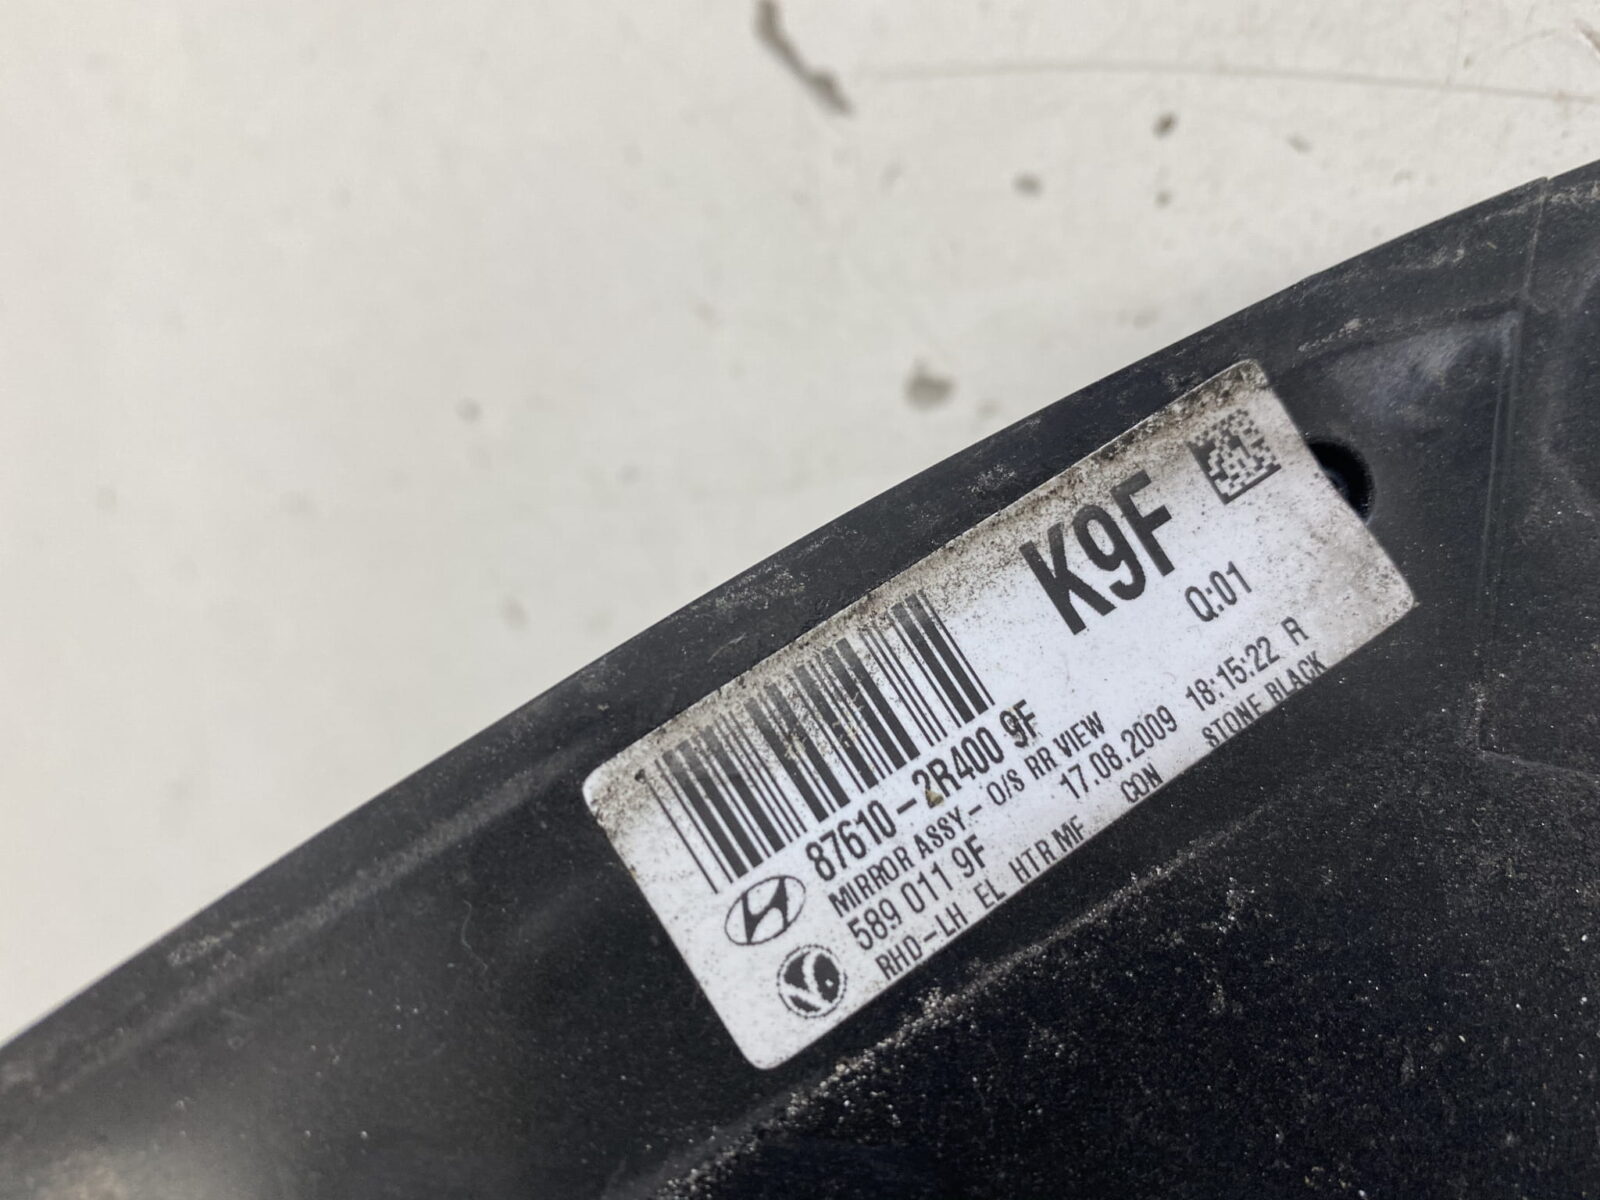 K9F
Q:01
87610-2R400 9F
MIRROR ASSY.- O/S RR VIEW
589 011 9F 17.08.2009 18:15:22 R
RHD-LH EL HTR MF CON STONE BLACK